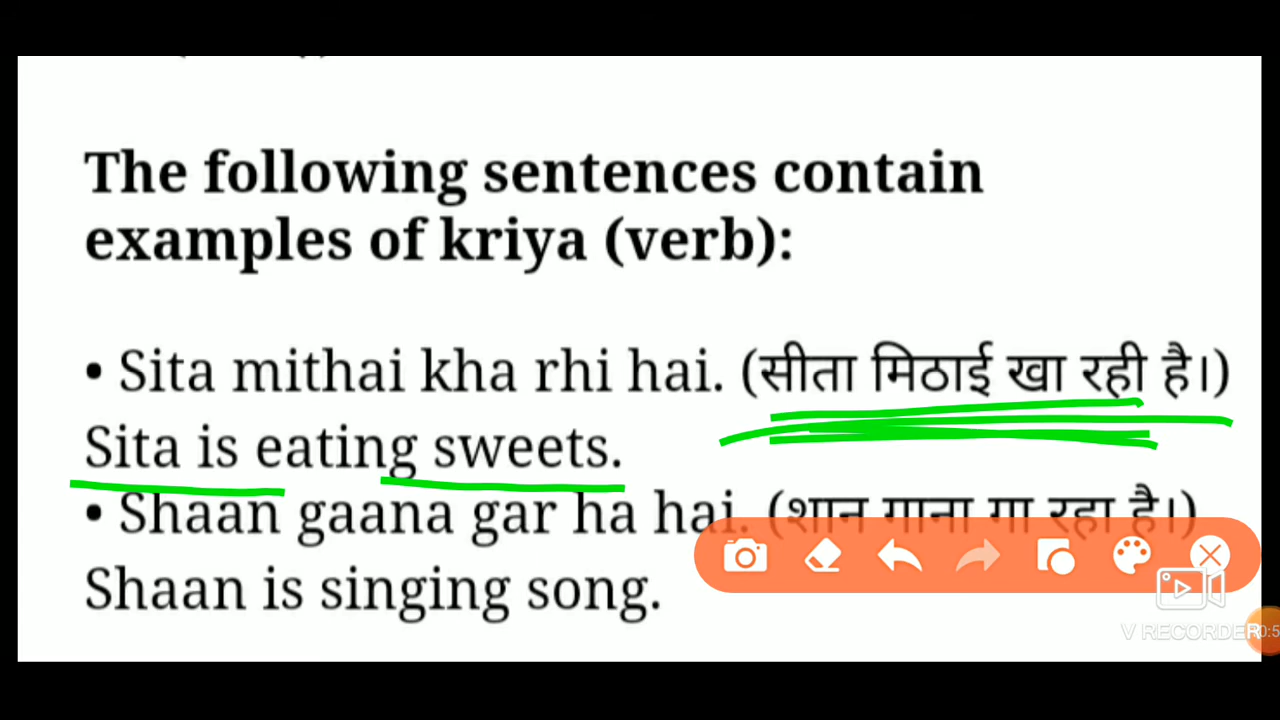 The following sentences contain
examples of kriya (verb):
• Sita mithai kha rhi hai. (सीता मिठाई खा रही है।)
Sita is eating sweets.
• Shaan gaana gar ha hai. (शान गाना गा रहा है।)
Shaan is singing song.
V RECORDER